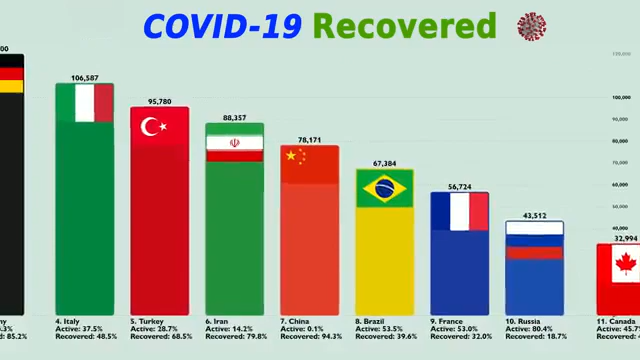 COVID-19 Recovered
00
106,587
95,780
88,357
78,171
67,384
56,724
43,512
32,994
110,000
100,000
90,000
80,000
70,000
60,000
50,000
40,000
ny
.3%
: 85.2%
4. Italy
Active: 37.5%
Recovered: 48.5%
5. Turkey
Active: 28.7%
Recovered: 68.5%
6. Iran
Active: 14.2%
Recovered: 79.8%
7. China
Active: 0.1%
Recovered: 94.3%
8. Brazil
Active: 53.5%
Recovered: 39.6%
9. France
Active: 53.0%
Recovered: 32.0%
10. Russia
Active: 80.4%
Recovered: 18.7%
11. Canada
Active: 45.7
Recovered: